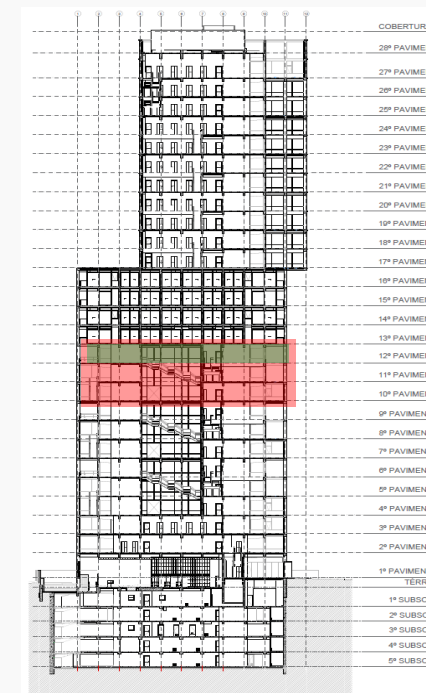 COBERTUR
28º PAVIME
27º PAVIME
26º PAVIME
25º PAVIME
24º PAVIME
23º PAVIME
22º PAVIME
21º PAVIME
20º PAVIME
19º PAVIME
18º PAVIME
17º PAVIME
16º PAVIME
15º PAVIME
14º PAVIME
13º PAVIME
12º PAVIME
11º PAVIME
10º PAVIME
9º PAVIMEN
8º PAVIMEN
7º PAVIMEN
6º PAVIMEN
5º PAVIMEN
4º PAVIMEN
3º PAVIMEN
2º PAVIMEN
1º PAVIMEN
TÉRR
1º SUBSO
2º SUBSO
3º SUBSO
4º SUBSO
5º SUBSO